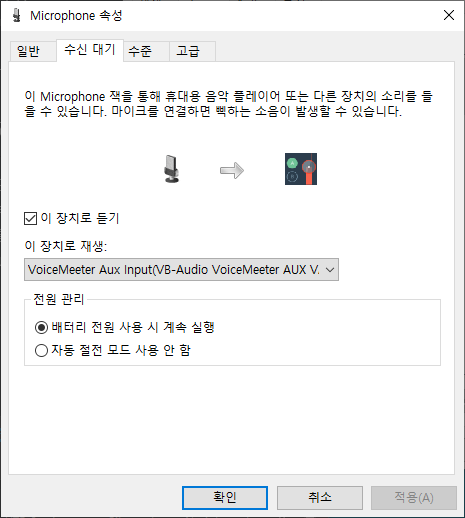 Microphone 속성
일반
수신 대기
수준
고급
이 Microphone 잭을 통해 휴대용 음악 플레이어 또는 다른 장치의 소리를 들
을 수 있습니다. 마이크를 연결하면 삑하는 소음이 발생할 수 있습니다.
이 장치로 듣기
이 장치로 재생:
VoiceMeeter Aux Input(VB-Audio VoiceMeeter AUX V.
전원 관리
배터리 전원 사용 시 계속 실행
자동 절전 모드 사용 안 함
확인
취소
적용(A)